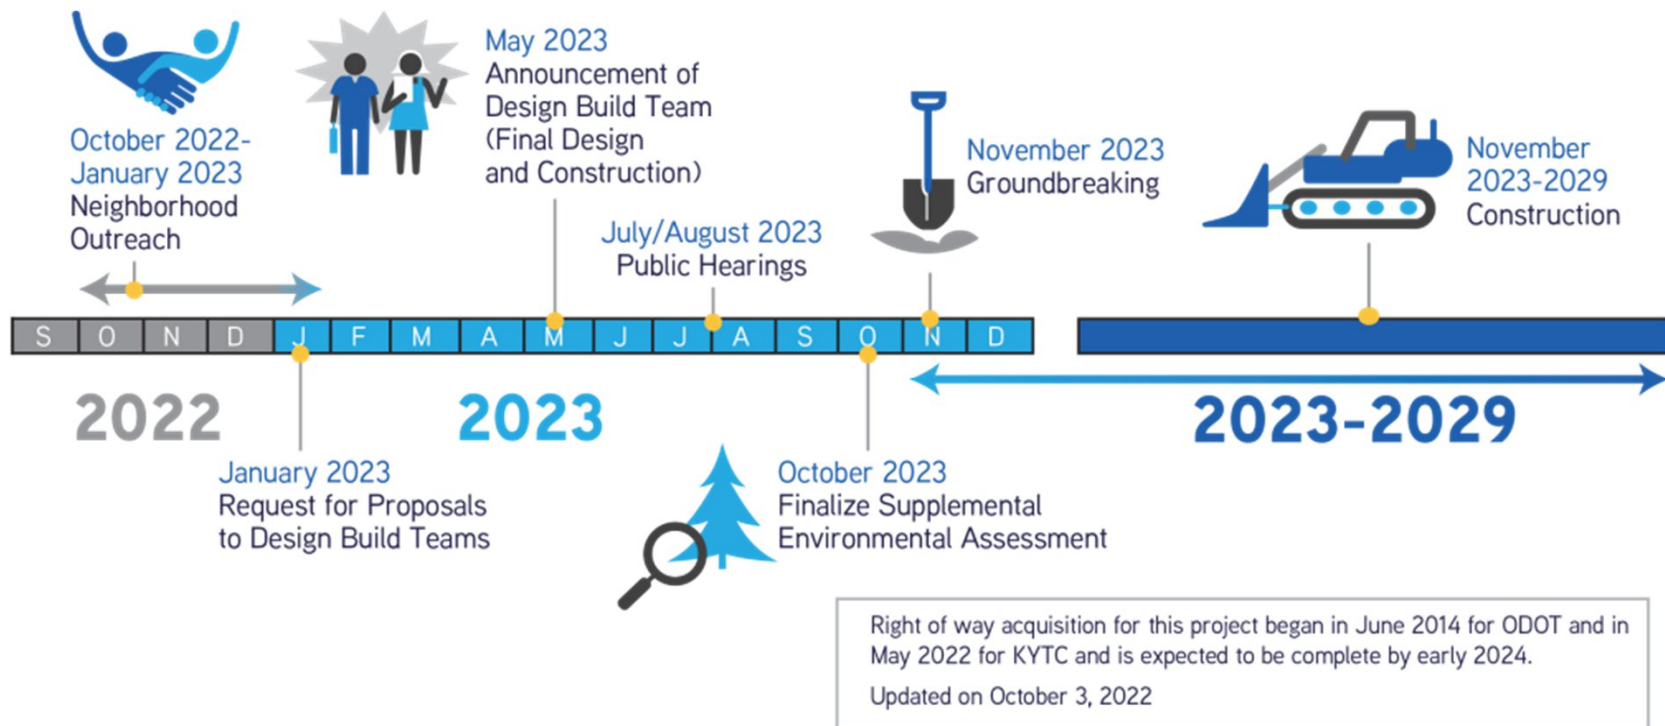 October 2022-
January 2023
Neighborhood
Outreach
May 2023
Announcement of
Design Build Team
(Final Design
and Construction)
July/August 2023
Public Hearings
November 2023
Groundbreaking
November
2023-2029
Construction
S O N D J F M A M J J A S O N D
2022
2023
2023-2029
January 2023
Request for Proposals
to Design Build Teams
October 2023
Finalize Supplemental
Environmental Assessment
Right of way acquisition for this project began in June 2014 for ODOT and in
May 2022 for KYTC and is expected to be complete by early 2024.
Updated on October 3, 2022